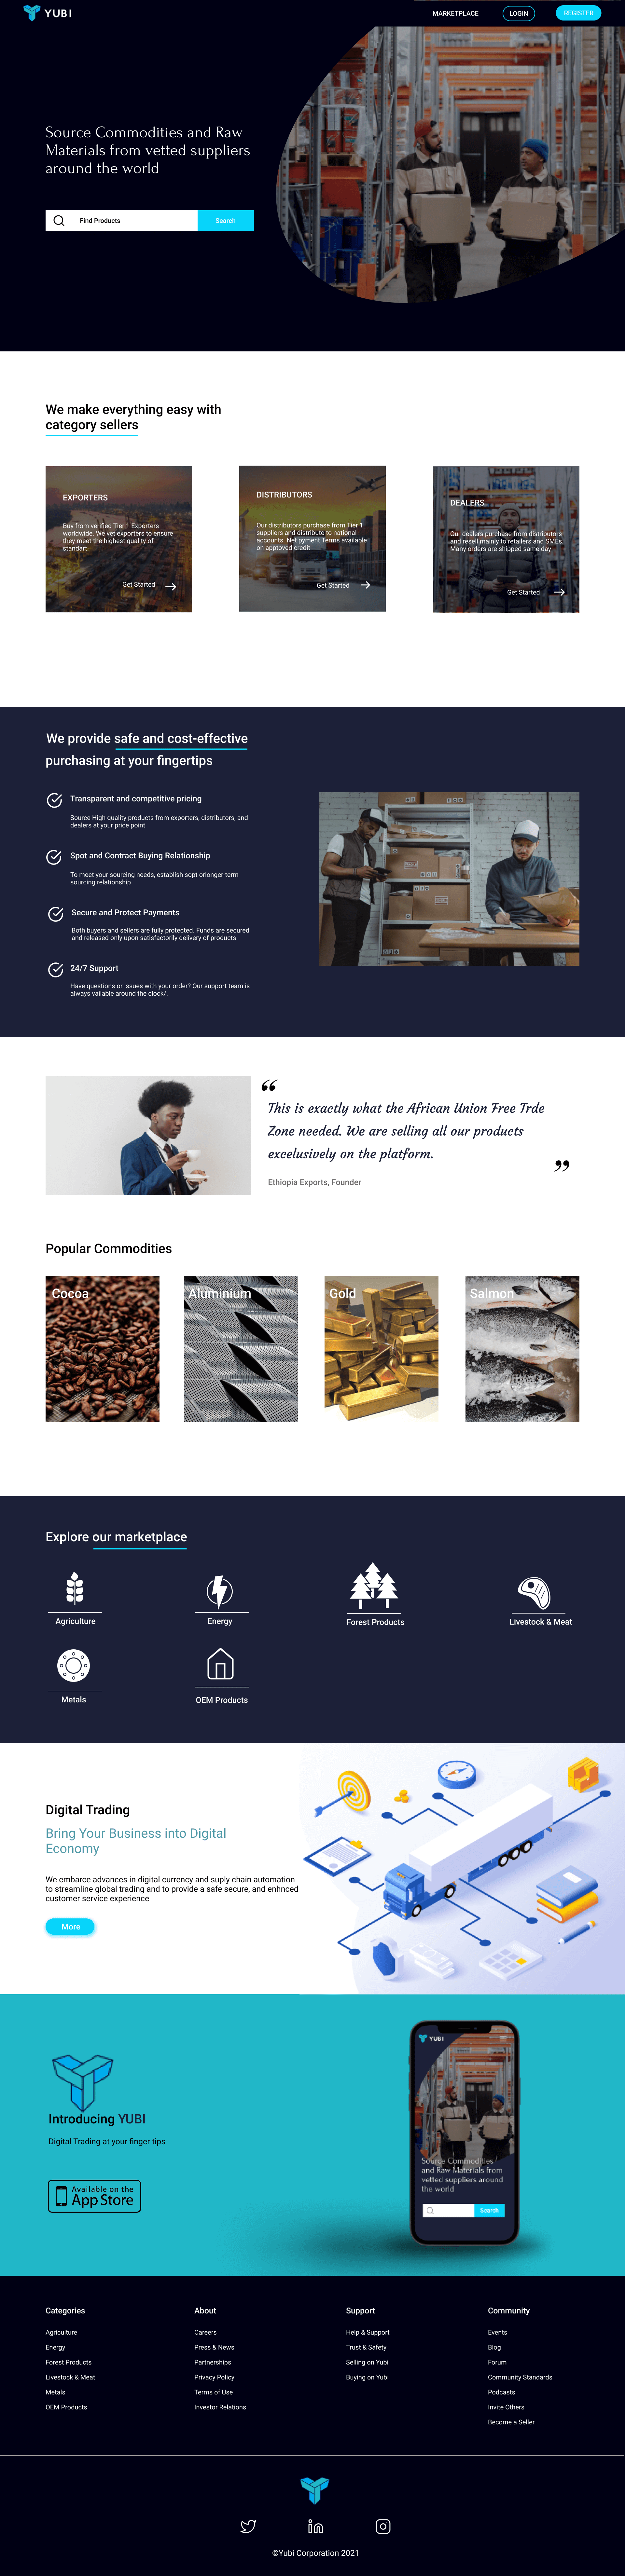 YUBI
MARKETPLACE
LOGIN
REGISTER
Source Commodities and Raw
Materials from vetted suppliers
around the world
Find Products
Search
We make everything easy with
category sellers
EXPORTERS
Buy from verified Tier 1 Exporters
worldwide. We vet exporters to ensure
they meet the highest quality of
standart
Get Started
DISTRIBUTORS
Our distributors purchase from Tier 1
suppliers and distribute to national
accounts. Net pyment Terms available
on apptoved credit
Get Started
DEALERS
Our dealers purchase from distributors
and resell mainly to retailers and SMEs.
Many orders are shipped same day
Get Started
We provide safe and cost-effective
purchasing at your fingertips
Transparent and competitive pricing
Source High quality products from exporters, distributors, and
dealers at your price point
Spot and Contract Buying Relationship
To meet your sourcing needs, establish sopt orlonger-term
sourcing relationship
Secure and Protect Payments
Both buyers and sellers are fully protected. Funds are secured
and released only upon satisfactorily delivery of products
24/7 Support
Have questions or issues with your order? Our support team is
always vailable around the clock/.
“
This is exactly what the African Union Free Trde
Zone needed. We are selling all our products
excelusively on the platform.
”
Ethiopia Exports, Founder
Popular Commodities
Cocoa
Aluminium
Gold
Salmon
Explore our marketplace
Agriculture
Energy
Forest Products
Livestock & Meat
Metals
OEM Products
Digital Trading
Bring Your Business into Digital
Economy
We embarce advances in digital currency and suply chain automation
to streamline global trading and to provide a safe secure, and enhnced
customer service experience
More
Introducing YUBI
Digital Trading at your finger tips
Available on the
App Store
YUBI
Source Commodities
and Raw Materials from
vetted suppliers around
the world
Search
Categories
Agriculture
Energy
Forest Products
Livestock & Meat
Metals
OEM Products
About
Careers
Press & News
Partnerships
Privacy Policy
Terms of Use
Investor Relations
Support
Help & Support
Trust & Safety
Selling on Yubi
Buying on Yubi
Community
Events
Blog
Forum
Community Standards
Podcasts
Invite Others
Become a Seller
©Yubi Corporation 2021